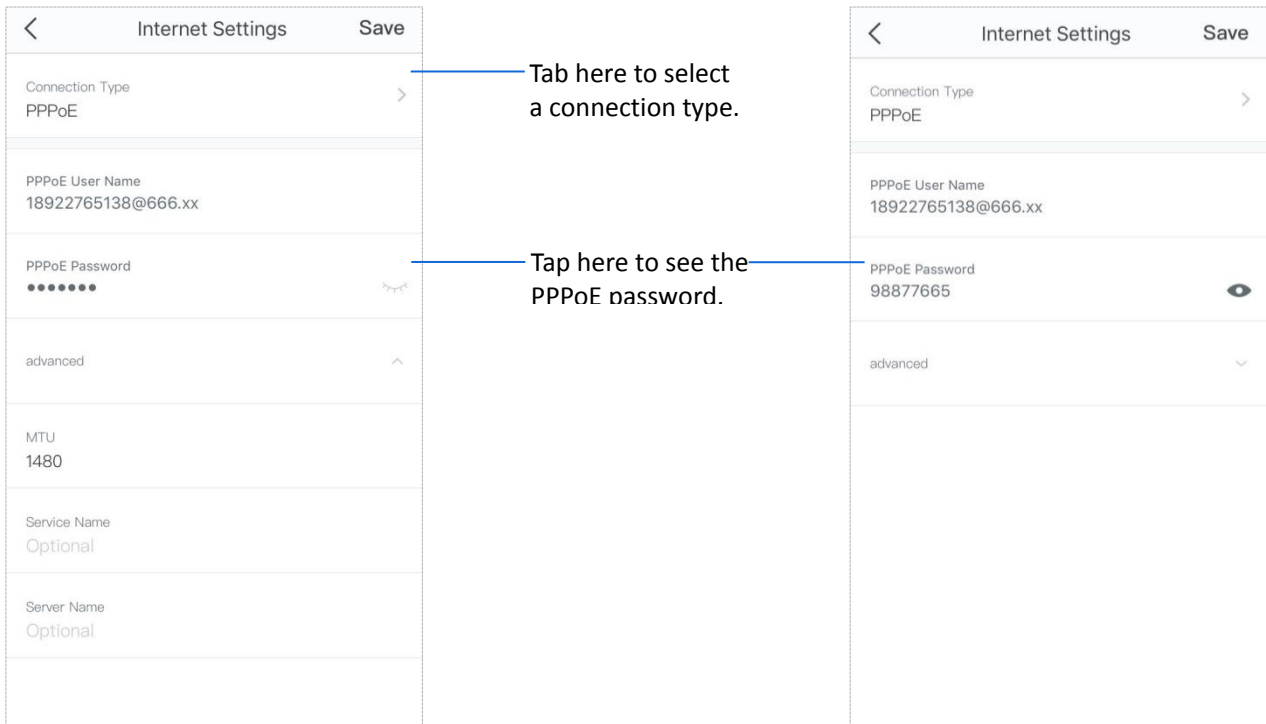 Internet Settings Save
Connection Type
PPPoE
PPPoE User Name
18922765138@666.xx
PPPoE Password
●●●●●●●
advanced
MTU
1480
Service Name
Optional
Server Name
Optional
Tab here to select
a connection type.
Tap here to see the
PPPoE password.
Internet Settings Save
Connection Type
PPPoE
PPPoE User Name
18922765138@666.xx
PPPoE Password
98877665
advanced